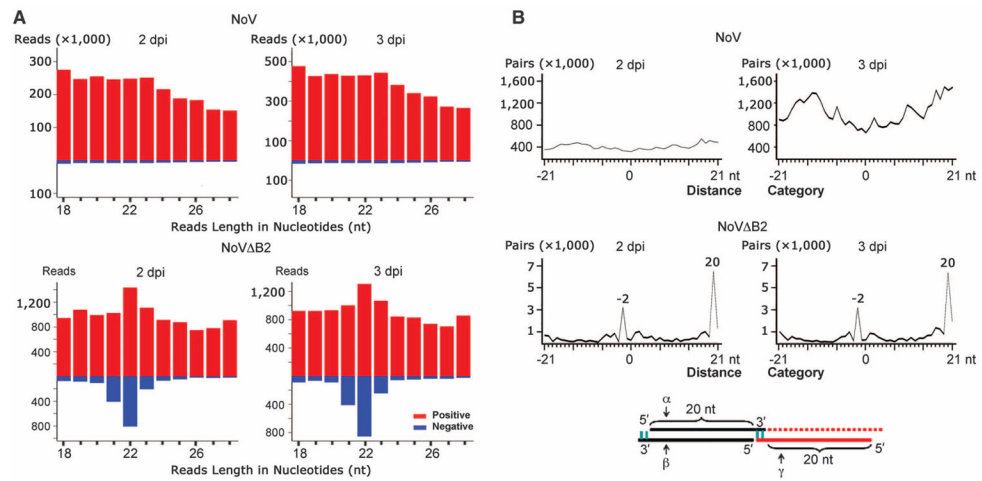 A
NoV
Reads (×1,000) 2 dpi
Reads (×1,000) 3 dpi
300
200
100
100
500
300
100
100
18 22 26
18 22 26
Reads Length in Nucleotides (nt)
NoVΔB2
Reads 2 dpi
Reads 3 dpi
1,200
800
400
400
800
1,200
800
400
400
800
Positive
Negative
18 22 26
18 22 26
Reads Length in Nucleotides (nt)
B
NoV
Pairs (×1,000) 2 dpi
Pairs (×1,000) 3 dpi
1,600
1,200
800
400
1,600
1,200
800
400
-21 0 21 nt
-21 0 21 nt
Distance Category
NoVΔB2
Pairs (×1,000) 2 dpi
Pairs (×1,000) 3 dpi
7
5
3
1
-2
20
7
5
3
1
-2
20
-21 0 21 nt
-21 0 21 nt
Distance Category
α
20 nt
5′ 3′
3′ 5′ 5′
β
γ
20 nt